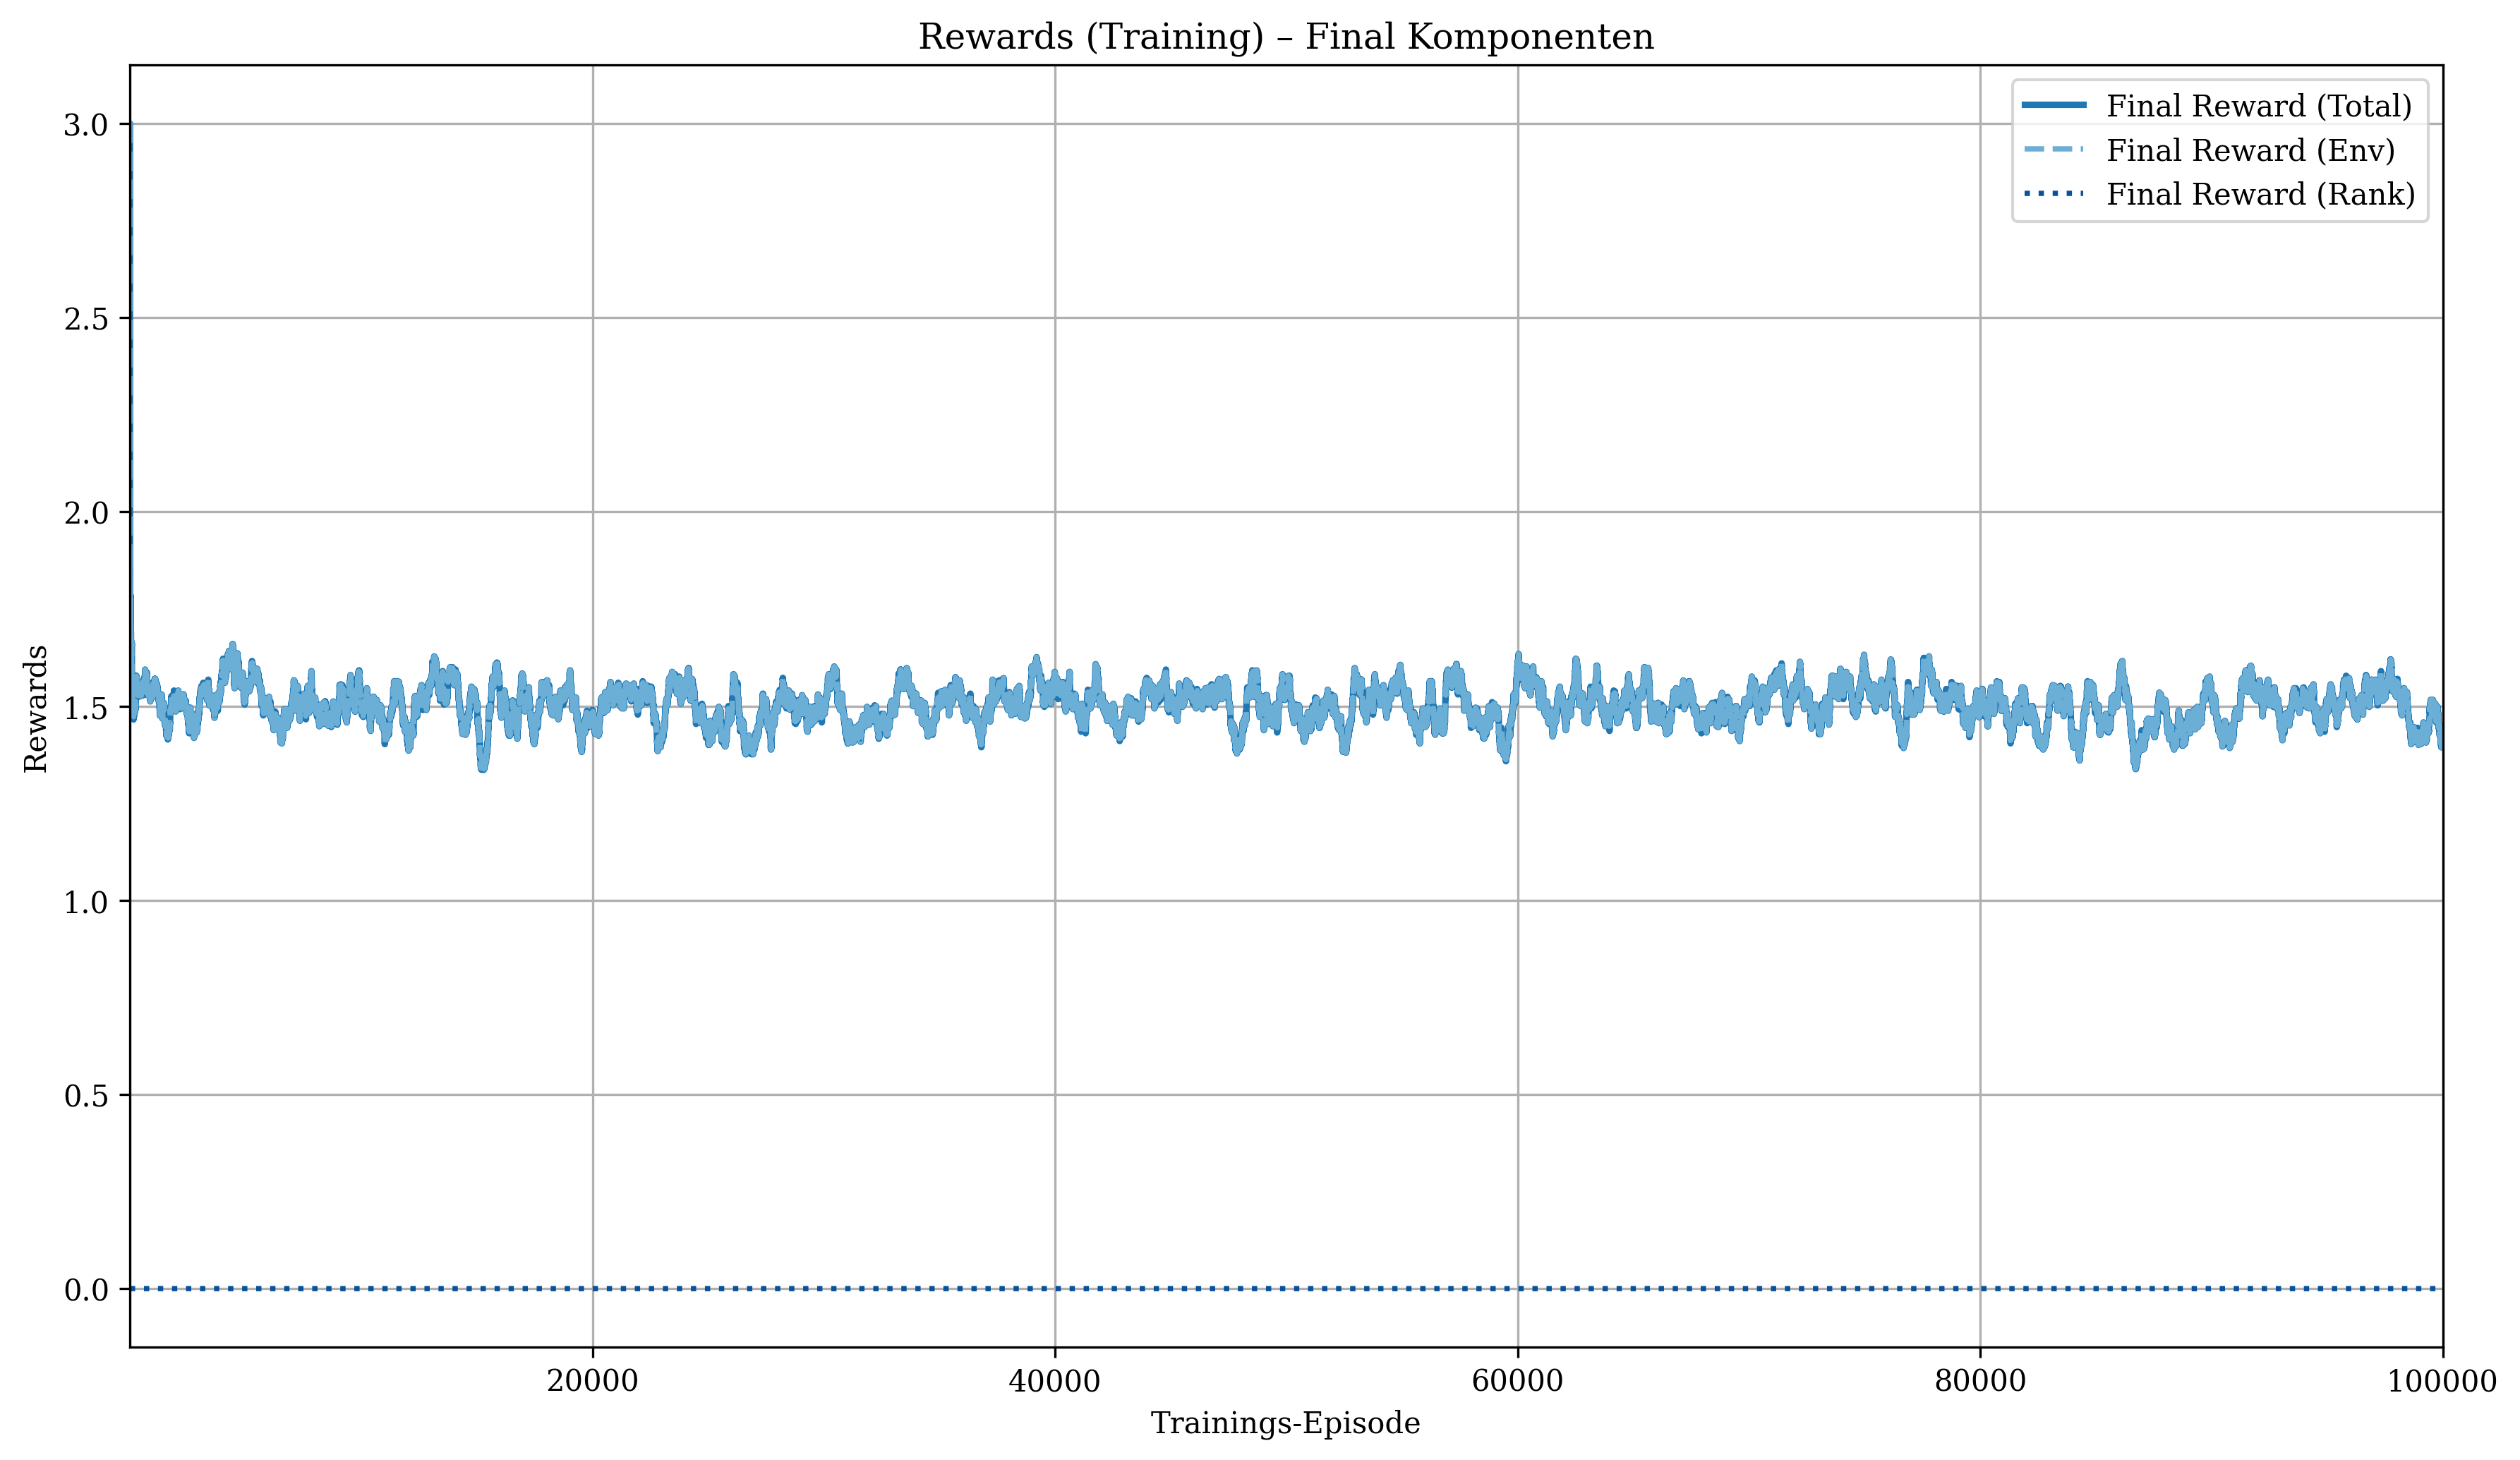 Rewards (Training) – Final Komponenten
Final Reward (Total)
Final Reward (Env)
Final Reward (Rank)
3.0
2.5
2.0
1.5
1.0
0.5
0.0
Rewards
20000
40000
60000
80000
100000
Trainings-Episode